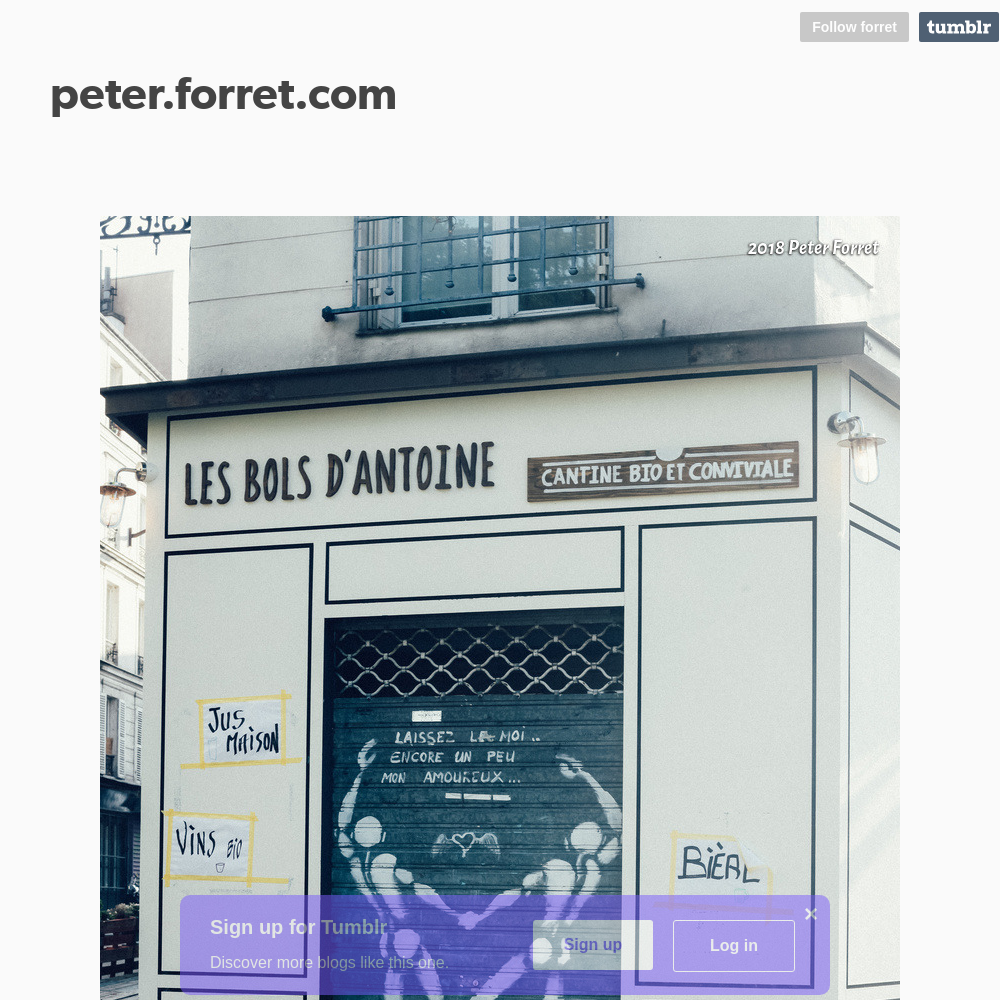 Follow forret
tumblr
peter.forret.com
2018 Peter Forret
LES BOLS D'ANTOINE
CANTINE BIO ET CONVIVIALE
JUS
MAISON
LAISSEZ LE MOI..
ENCORE UN PEU
MON AMOUREUX...
VINS BIO
Sign up for Tumblr
Discover more blogs like this one.
Sign up
Log in
×